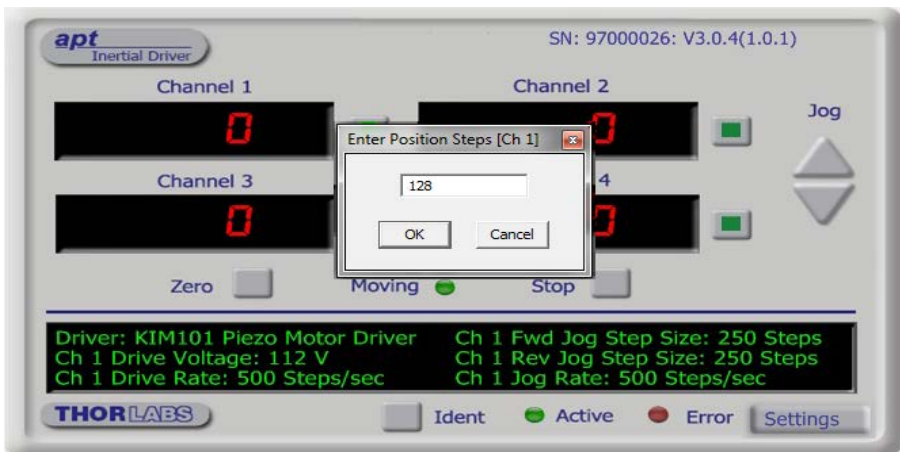 apt
Inertial Driver
SN: 97000026: V3.0.4(1.0.1)
Channel 1
Channel 2
0
0
Jog
Enter Position Steps [Ch 1]
128
OK
Cancel
Channel 3
4
0
0
Zero
Moving
Stop
Driver: KIM101 Piezo Motor Driver
Ch 1 Drive Voltage: 112 V
Ch 1 Drive Rate: 500 Steps/sec
Ch 1 Fwd Jog Step Size: 250 Steps
Ch 1 Rev Jog Step Size: 250 Steps
Ch 1 Jog Rate: 500 Steps/sec
THORLABS
Ident
Active
Error
Settings